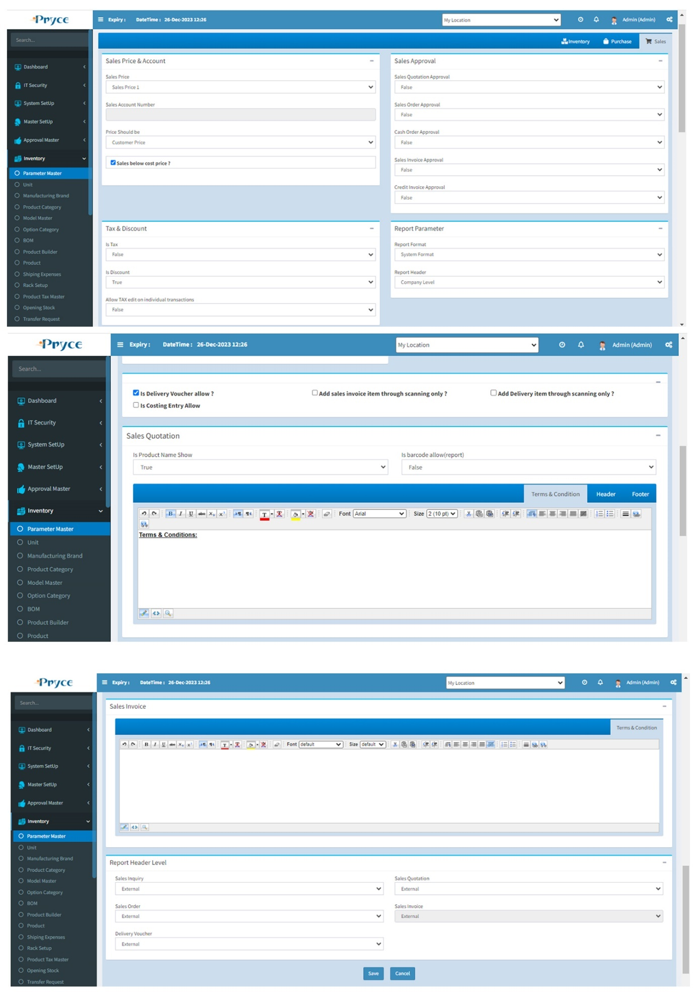 Pryce
Expiry : DateTime : 26-Dec-2023 12:26 My Location Admin (Admin)
Search...
Inventory Purchase Sales
Dashboard
IT Security
System SetUp
Master SetUp
Approval Master
Inventory
Parameter Master
Unit
Manufacturing Brand
Product Category
Model Master
Option Category
BOM
Product Builder
Product
Shiping Expenses
Rack Setup
Product Tax Master
Opening Stock
Transfer Request
Sales Price & Account
Sales Price
Sales Price 1
Sales Account Number
Price Should be
Customer Price
Sales below cost price ?
Sales Approval
Sales Quotation Approval
False
Sales Order Approval
False
Cash Order Approval
False
Sales Invoice Approval
False
Credit Invoice Approval
False
Tax & Discount
Is Tax
False
Is Discount
True
Allow TAX edit on individual transactions
False
Report Parameter
Report Format
System Format
Report Header
Company Level
Pryce
Expiry : DateTime : 26-Dec-2023 12:26 My Location Admin (Admin)
Search...
Dashboard
IT Security
System SetUp
Master SetUp
Approval Master
Inventory
Parameter Master
Unit
Manufacturing Brand
Product Category
Model Master
Option Category
BOM
Product Builder
Product
Is Delivery Voucher allow ? Add sales invoice item through scanning only ? Add Delivery item through scanning only ?
Is Costing Entry Allow
Sales Quotation
Is Product Name Show Is barcode allow(report)
True False
Terms & Condition Header Footer
Font Arial Size 2 (10 pt)
Terms & Conditions:
Pryce
Expiry : DateTime : 26-Dec-2023 12:26 My Location Admin (Admin)
Search...
Dashboard
IT Security
System SetUp
Master SetUp
Approval Master
Inventory
Parameter Master
Unit
Manufacturing Brand
Product Category
Model Master
Option Category
BOM
Product Builder
Product
Shiping Expenses
Rack Setup
Product Tax Master
Opening Stock
Transfer Request
Sales Invoice
Terms & Condition
Font default Size default
Report Header Level
Sales Inquiry Sales Quotation
External External
Sales Order Sales Invoice
External External
Delivery Voucher
External
Save Cancel